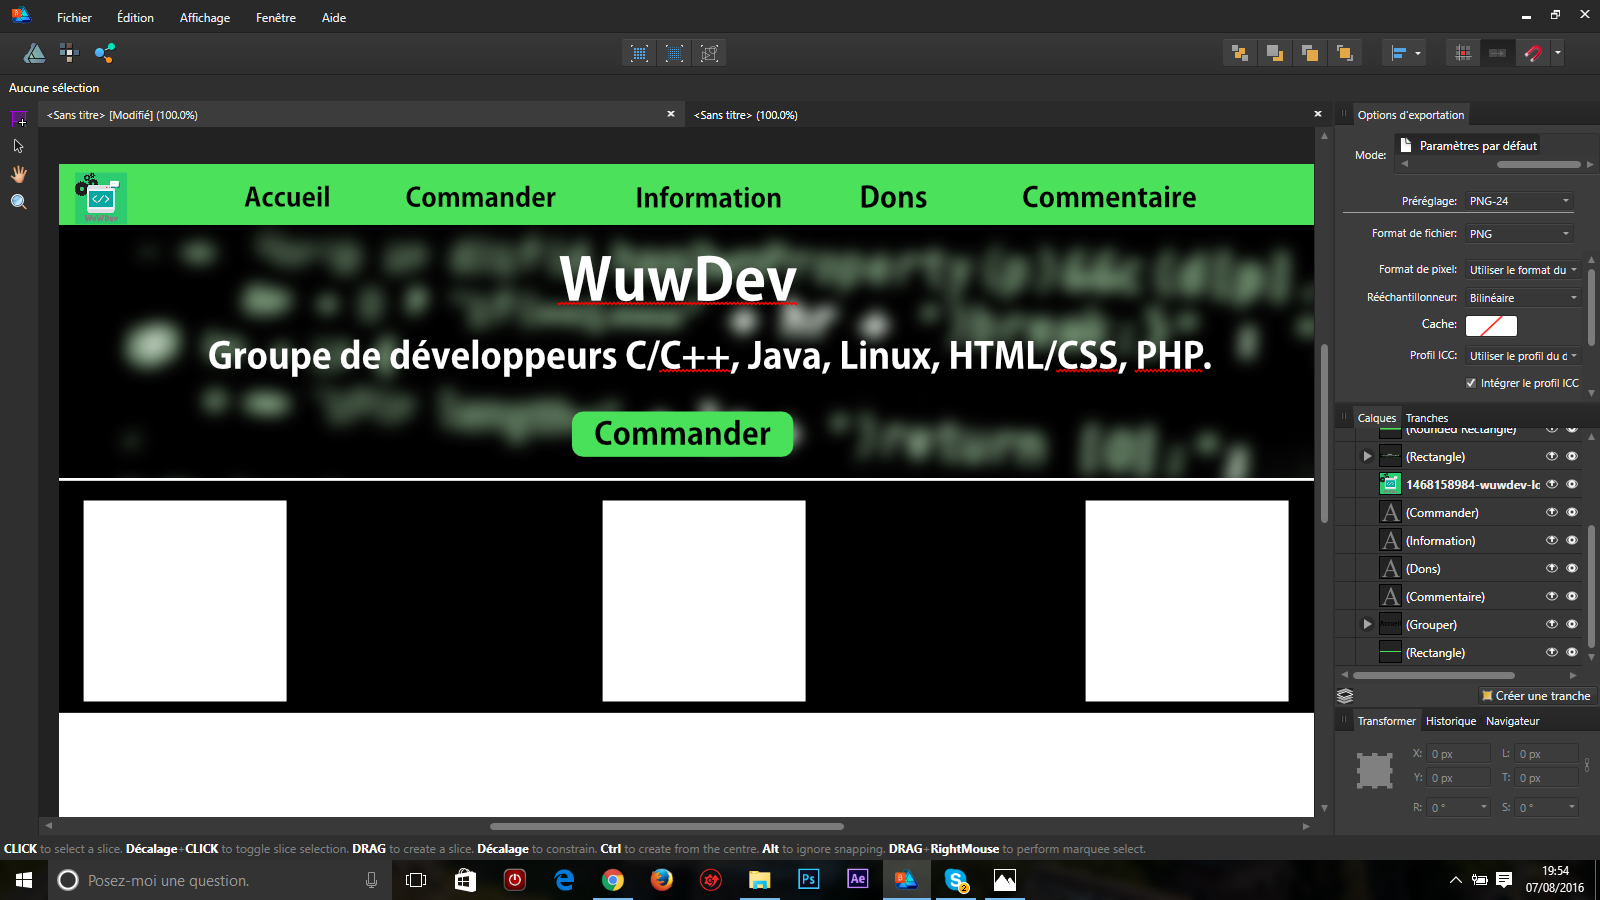 Fichier Édition Affichage Fenêtre Aide
Aucune sélection
<Sans titre> [Modifié] (100.0%)
<Sans titre> (100.0%)
WuWDev
Accueil Commander Information Dons Commentaire
WuwDev
Groupe de développeurs C/C++, Java, Linux, HTML/CSS, PHP.
Commander
Options d'exportation
Mode: Paramètres par défaut
Préréglage: PNG-24
Format de fichier: PNG
Format de pixel: Utiliser le format du
Rééchantillonneur: Bilinéaire
Cache:
Profil ICC: Utiliser le profil du d
Intégrer le profil ICC
Calques Tranches
(Rounded Rectangle)
(Rectangle)
1468158984-wuwdev-lo
(Commander)
(Information)
(Dons)
(Commentaire)
(Grouper)
(Rectangle)
Créer une tranche
Transformer Historique Navigateur
X: 0 px L: 0 px
Y: 0 px T: 0 px
R: 0 ° S: 0 °
CLICK to select a slice. Décalage+CLICK to toggle slice selection. DRAG to create a slice. Décalage to constrain. Ctrl to create from the centre. Alt to ignore snapping. DRAG+RightMouse to perform marquee select.
Posez-moi une question.
Ps
Ae
2
19:54
07/08/2016